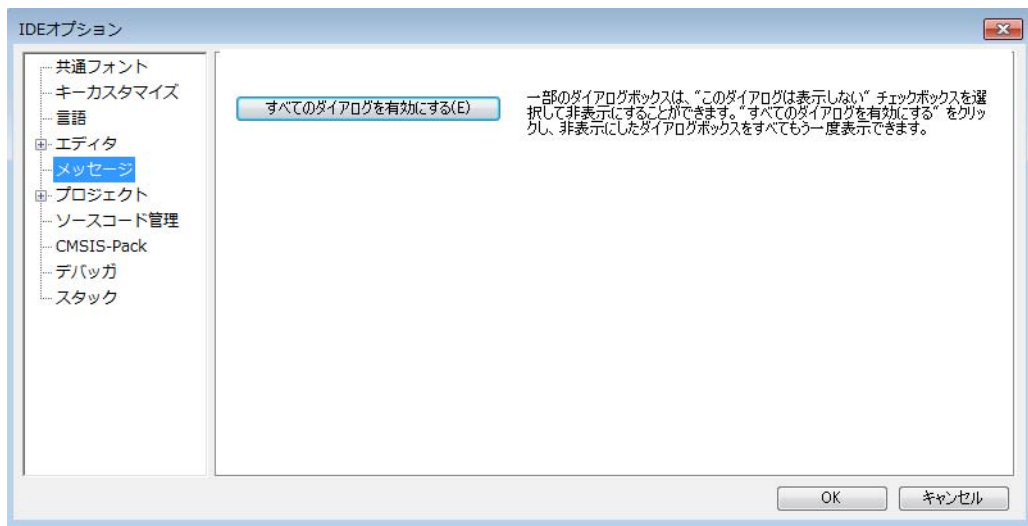 IDEオプション
共通フォント
キーカスタマイズ
言語
エディタ
メッセージ
プロジェクト
ソースコード管理
CMSIS-Pack
デバッガ
スタック
すべてのダイアログを有効にする(E)
一部のダイアログボックスは、"このダイアログは表示しない" チェックボックスを選
択して非表示にすることができます。"すべてのダイアログを有効にする" をクリッ
クし、非表示にしたダイアログボックスをすべてもう一度表示できます。
OK
キャンセル